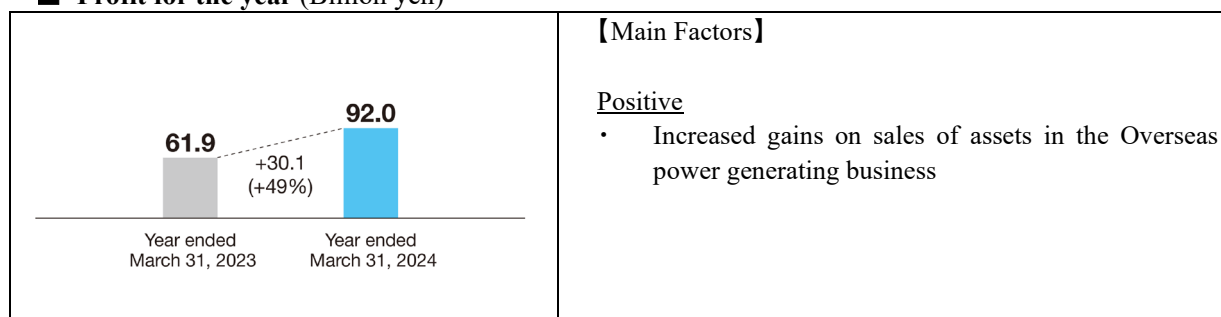 ■ Profit for the year (Billion yen)
61.9
92.0
+30.1
(+49%)
Year ended
March 31, 2023
Year ended
March 31, 2024
【Main Factors】
Positive
・ Increased gains on sales of assets in the Overseas
power generating business